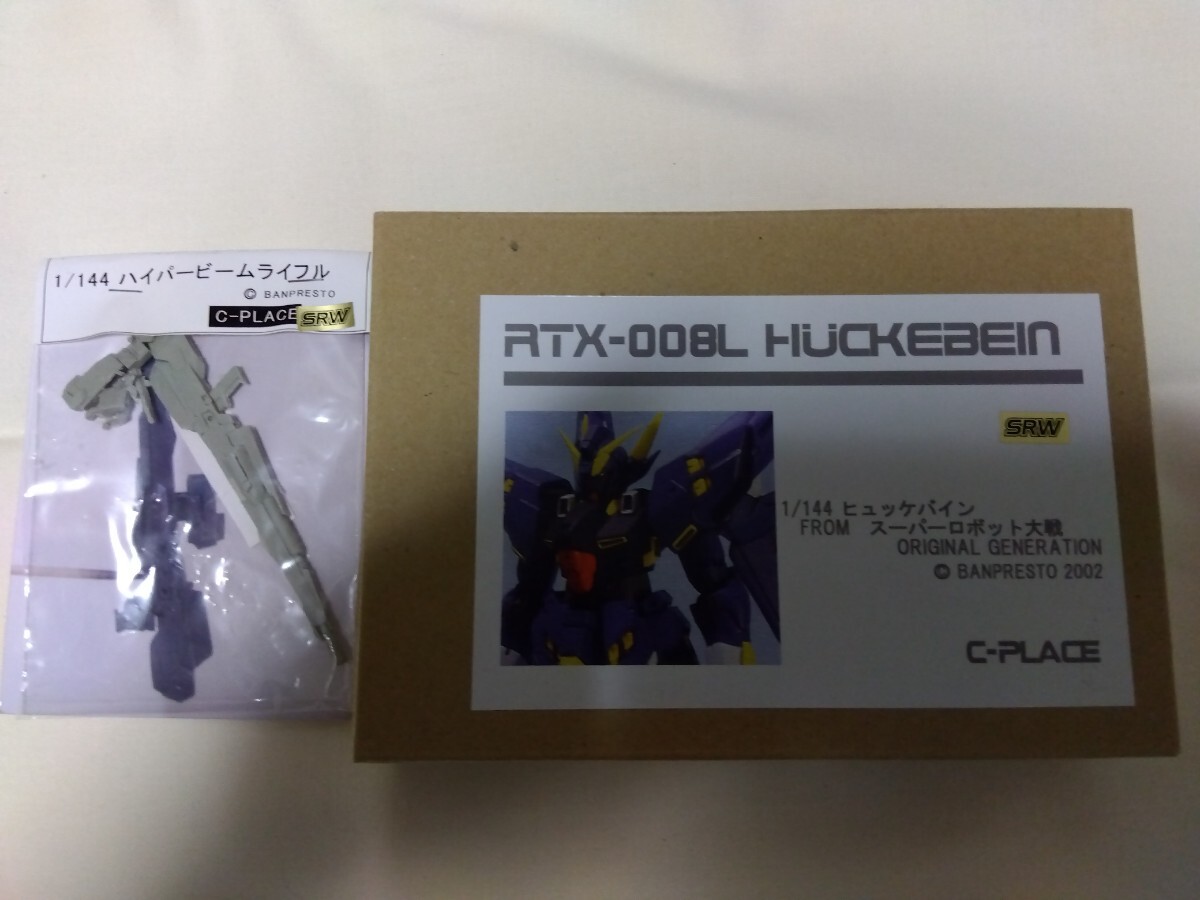 1/144 ハイパービームライフル
© BANPRESTO
C-PLACE SRW
RTX-008L HÜCKEBEIN
SRW
1/144 ヒュッケバイン
FROM スーパーロボット大戦
ORIGINAL GENERATION
© BANPRESTO 2002
C-PLACE